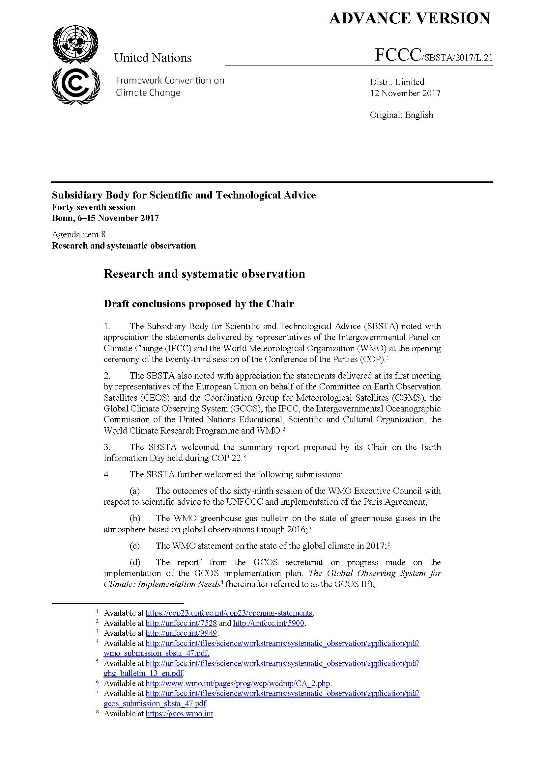 ADVANCE VERSION
United Nations
FCCC/SBSTA/2017/L.21
Framework Convention on
Climate Change
Distr.: Limited
12 November 2017
Original: English
Subsidiary Body for Scientific and Technological Advice
Forty-seventh session
Bonn, 6–15 November 2017
Agenda item 8
Research and systematic observation
Research and systematic observation
Draft conclusions proposed by the Chair
1. The Subsidiary Body for Scientific and Technological Advice (SBSTA) noted with
appreciation the statements delivered by representatives of the Intergovernmental Panel on
Climate Change (IPCC) and the World Meteorological Organization (WMO) at the opening
ceremony of the twenty-third session of the Conference of the Parties (COP).1
2. The SBSTA also noted with appreciation the statements delivered at its first meeting
by representatives of the European Union on behalf of the Committee on Earth Observation
Satellites (CEOS) and the Coordination Group for Meteorological Satellites (CGMS), the
Global Climate Observing System (GCOS), the IPCC, the Intergovernmental Oceanographic
Commission of the United Nations Educational, Scientific and Cultural Organization, the
World Climate Research Programme and WMO.2
3. The SBSTA welcomed the summary report prepared by its Chair on the Earth
Information Day held during COP 22.3
4. The SBSTA further welcomed the following submissions:
(a) The outcomes of the sixty-ninth session of the WMO Executive Council with
respect to scientific advice to the UNFCCC and implementation of the Paris Agreement;4
(b) The WMO greenhouse gas bulletin on the state of greenhouse gases in the
atmosphere based on global observations through 2016;5
(c) The WMO statement on the state of the global climate in 2017;6
(d) The report7 from the GCOS secretariat on progress made on the
implementation of the GCOS implementation plan, The Global Observing System for
Climate: Implementation Needs8 (hereinafter referred to as the GCOS IP);
1 Available at https://cop23.unfccc.int/cop23/opening-statements.
2 Available at http://unfccc.int/7528 and http://unfccc.int/5900.
3 Available at http://unfccc.int/9949.
4 Available at http://unfccc.int/files/science/workstreams/systematic_observation/application/pdf/
wmo_submission_sbsta_47.pdf.
5 Available at http://unfccc.int/files/science/workstreams/systematic_observation/application/pdf/
ghg_bulletin_13_en.pdf.
6 Available at http://www.wmo.int/pages/prog/wcp/wcdmp/CA_2.php.
7 Available at http://unfccc.int/files/science/workstreams/systematic_observation/application/pdf/
gcos_submission_sbsta_47.pdf.
8 Available at https://gcos.wmo.int.